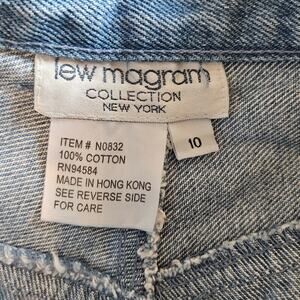 lew magram
COLLECTION
NEW YORK
10
ITEM # N0832
100% COTTON
RN94584
MADE IN HONG KONG
SEE REVERSE SIDE
FOR CARE